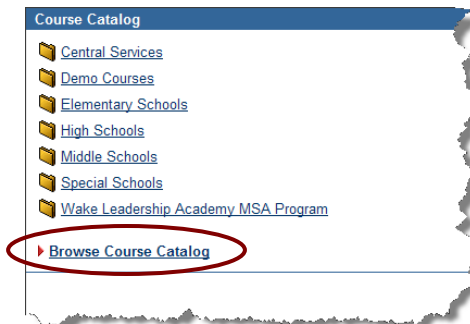 Course Catalog
Central Services
Demo Courses
Elementary Schools
High Schools
Middle Schools
Special Schools
Wake Leadership Academy MSA Program
Browse Course Catalog